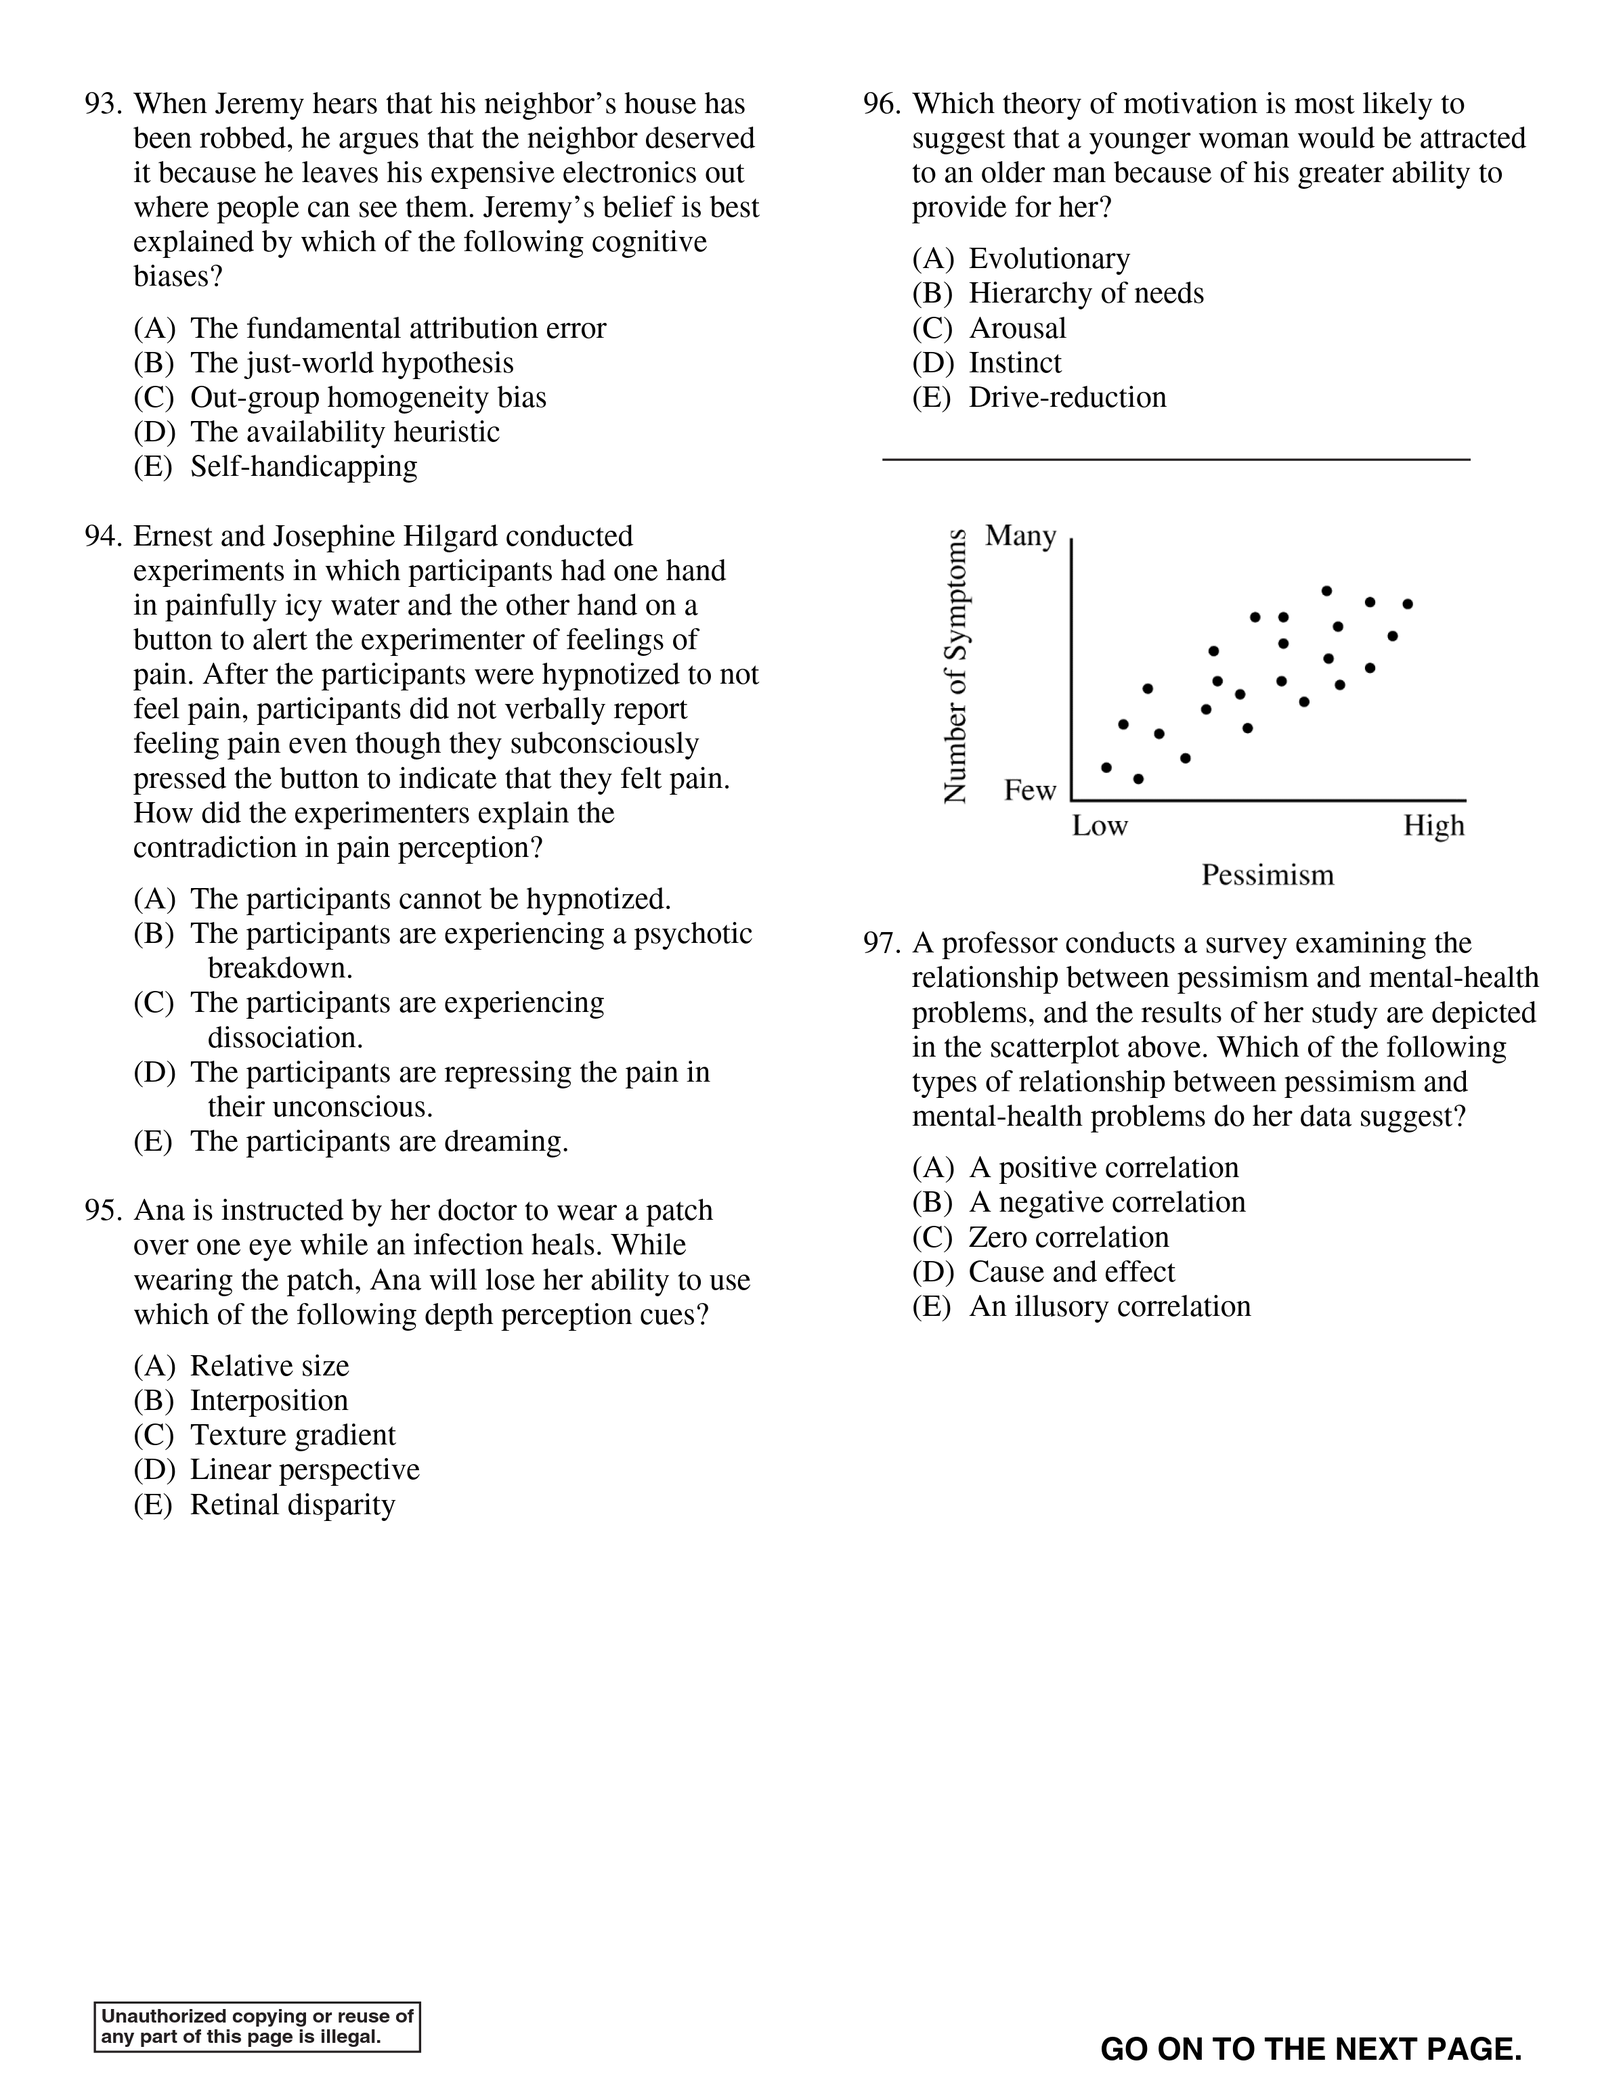 93. When Jeremy hears that his neighbor's house has
been robbed, he argues that the neighbor deserved
it because he leaves his expensive electronics out
where people can see them. Jeremy's belief is best
explained by which of the following cognitive
biases?
(A) The fundamental attribution error
(B) The just-world hypothesis
(C) Out-group homogeneity bias
(D) The availability heuristic
(E) Self-handicapping
94. Ernest and Josephine Hilgard conducted
experiments in which participants had one hand
in painfully icy water and the other hand on a
button to alert the experimenter of feelings of
pain. After the participants were hypnotized to not
feel pain, participants did not verbally report
feeling pain even though they subconsciously
pressed the button to indicate that they felt pain.
How did the experimenters explain the
contradiction in pain perception?
(A) The participants cannot be hypnotized.
(B) The participants are experiencing a psychotic
breakdown.
(C) The participants are experiencing
dissociation.
(D) The participants are repressing the pain in
their unconscious.
(E) The participants are dreaming.
95. Ana is instructed by her doctor to wear a patch
over one eye while an infection heals. While
wearing the patch, Ana will lose her ability to use
which of the following depth perception cues?
(A) Relative size
(B) Interposition
(C) Texture gradient
(D) Linear perspective
(E) Retinal disparity
96. Which theory of motivation is most likely to
suggest that a younger woman would be attracted
to an older man because of his greater ability to
provide for her?
(A) Evolutionary
(B) Hierarchy of needs
(C) Arousal
(D) Instinct
(E) Drive-reduction
Number of Symptoms
Many
Few
Low High
Pessimism
97. A professor conducts a survey examining the
relationship between pessimism and mental-health
problems, and the results of her study are depicted
in the scatterplot above. Which of the following
types of relationship between pessimism and
mental-health problems do her data suggest?
(A) A positive correlation
(B) A negative correlation
(C) Zero correlation
(D) Cause and effect
(E) An illusory correlation
Unauthorized copying or reuse of
any part of this page is illegal.
GO ON TO THE NEXT PAGE.